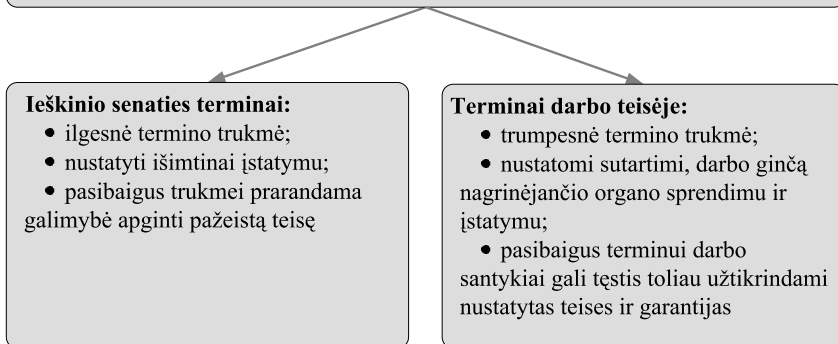 Ieškinio senaties terminai:
• ilgesnė termino trukmė;
• nustatyti išimtinai įstatymu;
• pasibaigus trukmei prarandama
galimybė apginti pažeistą teisę
Terminai darbo teisėje:
• trumpesnė termino trukmė;
• nustatomi sutartimi, darbo ginčą
nagrinėjančio organo sprendimu ir
įstatymu;
• pasibaigus terminui darbo
santykiai gali tęstis toliau užtikrindami
nustatytas teises ir garantijas